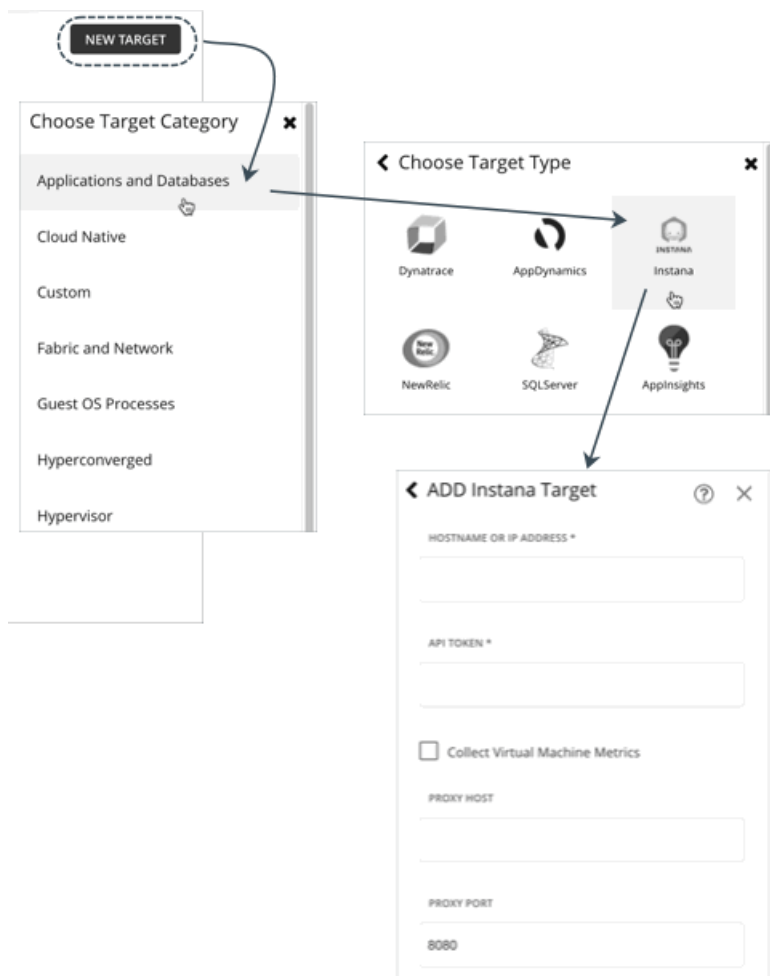 NEW TARGET
Choose Target Category
Applications and Databases
Cloud Native
Custom
Fabric and Network
Guest OS Processes
Hyperconverged
Hypervisor
Choose Target Type
INSTANA
Dynatrace
AppDynamics
Instana
New
Relic
NewRelic
SQLServer
AppInsights
ADD Instana Target
HOSTNAME OR IP ADDRESS *
API TOKEN *
Collect Virtual Machine Metrics
PROXY HOST
PROXY PORT
8080